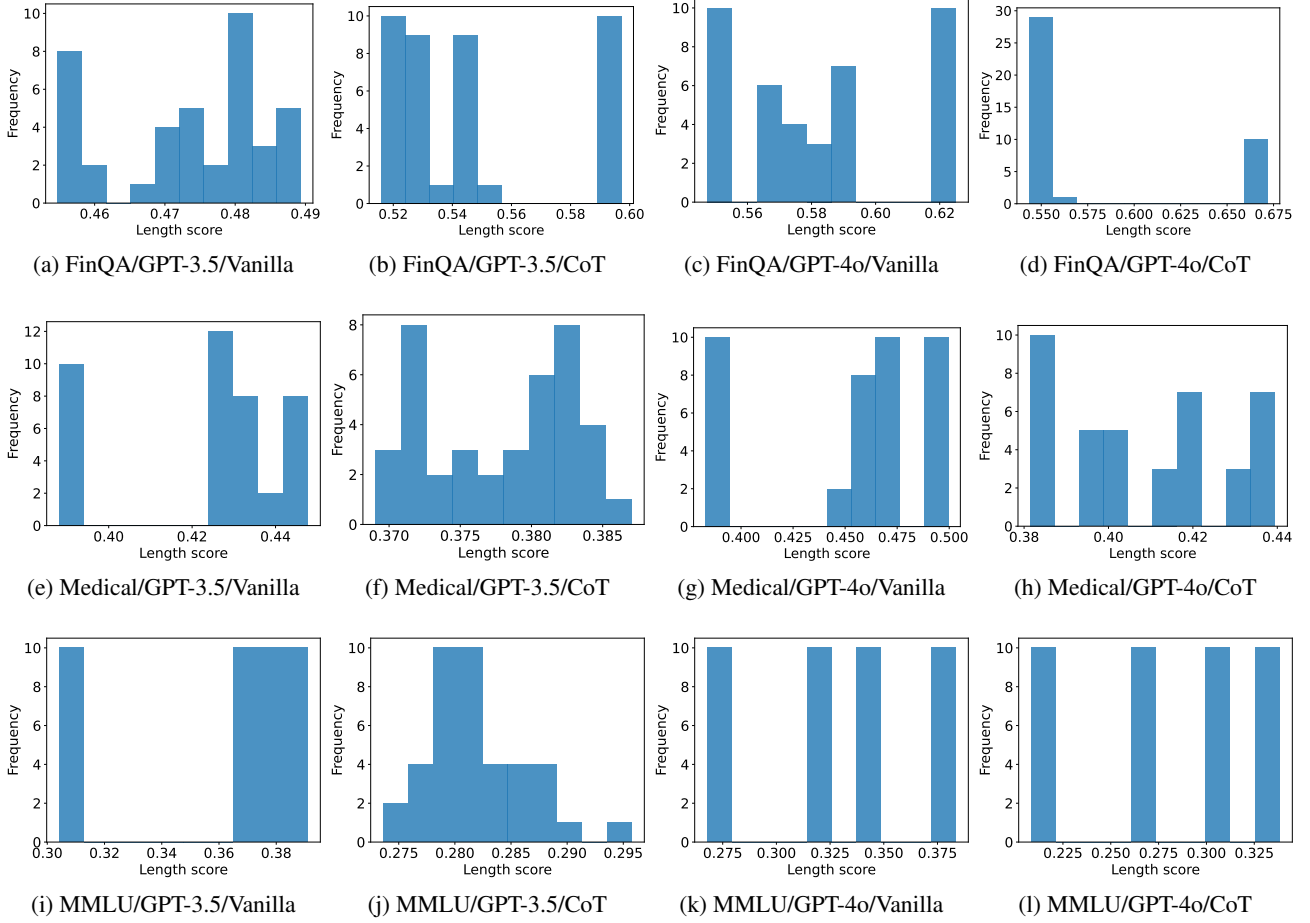 10
8
6
4
2
0
Frequency
0.46 0.47 0.48 0.49
Length score
(a) FinQA/GPT-3.5/Vanilla
10
8
6
4
2
0
Frequency
0.52 0.54 0.56 0.58 0.60
Length score
(b) FinQA/GPT-3.5/CoT
10
8
6
4
2
0
Frequency
0.56 0.58 0.60 0.62
Length score
(c) FinQA/GPT-4o/Vanilla
30
25
20
15
10
5
0
Frequency
0.550 0.575 0.600 0.625 0.650 0.675
Length score
(d) FinQA/GPT-4o/CoT
12
10
8
6
4
2
0
Frequency
0.40 0.42 0.44
Length score
(e) Medical/GPT-3.5/Vanilla
8
6
4
2
0
Frequency
0.370 0.375 0.380 0.385
Length score
(f) Medical/GPT-3.5/CoT
10
8
6
4
2
0
Frequency
0.400 0.425 0.450 0.475 0.500
Length score
(g) Medical/GPT-4o/Vanilla
10
8
6
4
2
0
Frequency
0.38 0.40 0.42 0.44
Length score
(h) Medical/GPT-4o/CoT
10
8
6
4
2
0
Frequency
0.30 0.32 0.34 0.36 0.38
Length score
(i) MMLU/GPT-3.5/Vanilla
10
8
6
4
2
0
Frequency
0.275 0.280 0.285 0.290 0.295
Length score
(j) MMLU/GPT-3.5/CoT
10
8
6
4
2
0
Frequency
0.275 0.300 0.325 0.350 0.375
Length score
(k) MMLU/GPT-4o/Vanilla
10
8
6
4
2
0
Frequency
0.225 0.250 0.275 0.300 0.325
Length score
(l) MMLU/GPT-4o/CoT